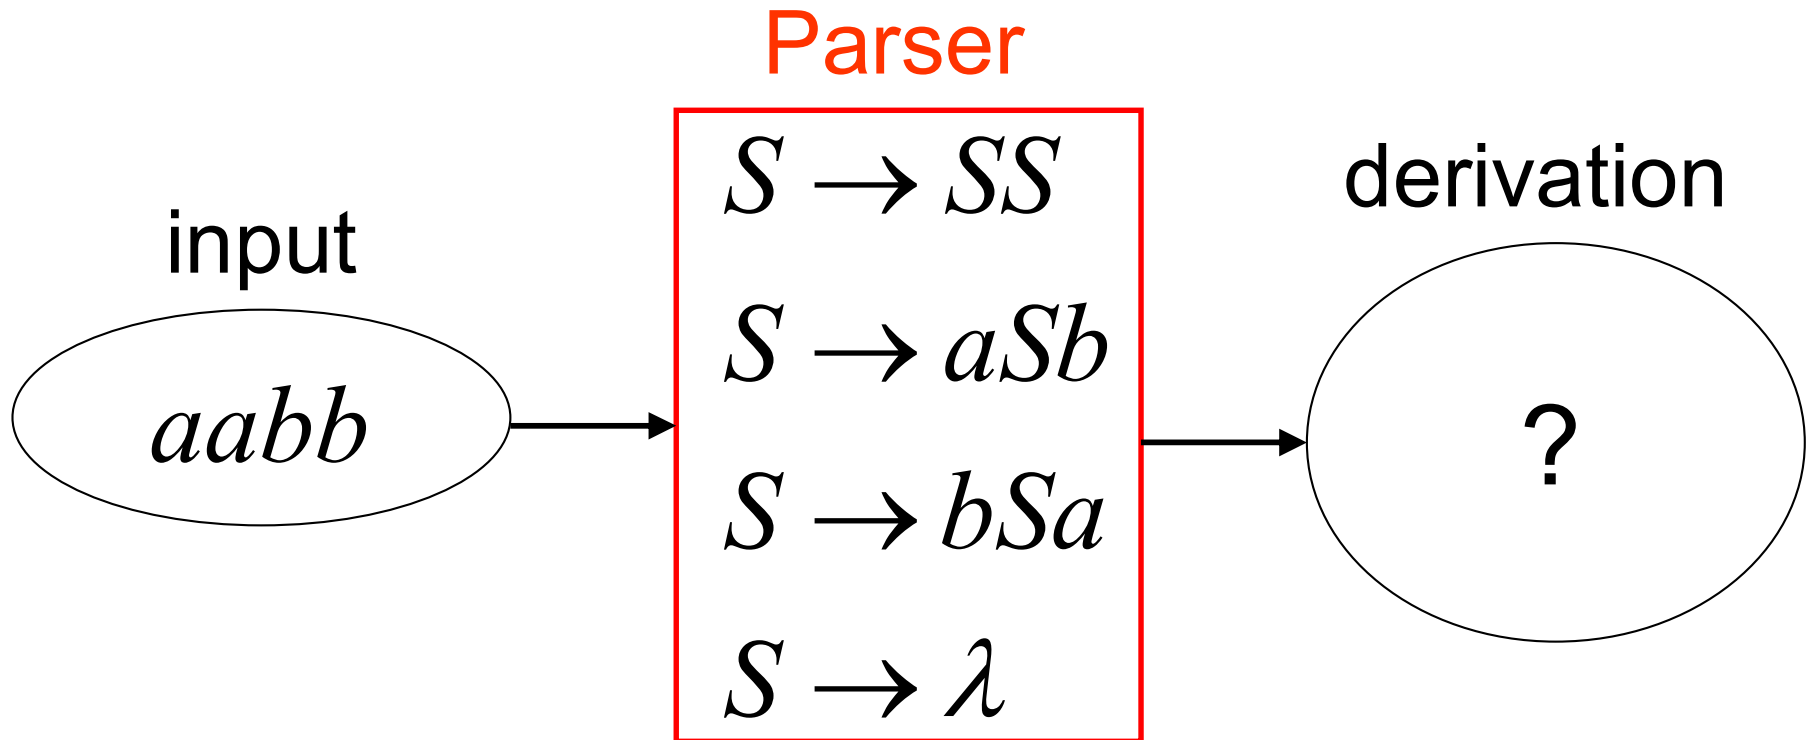 Parser
input
aabb
S → SS
S → aSb
S → bSa
S → λ
derivation
?